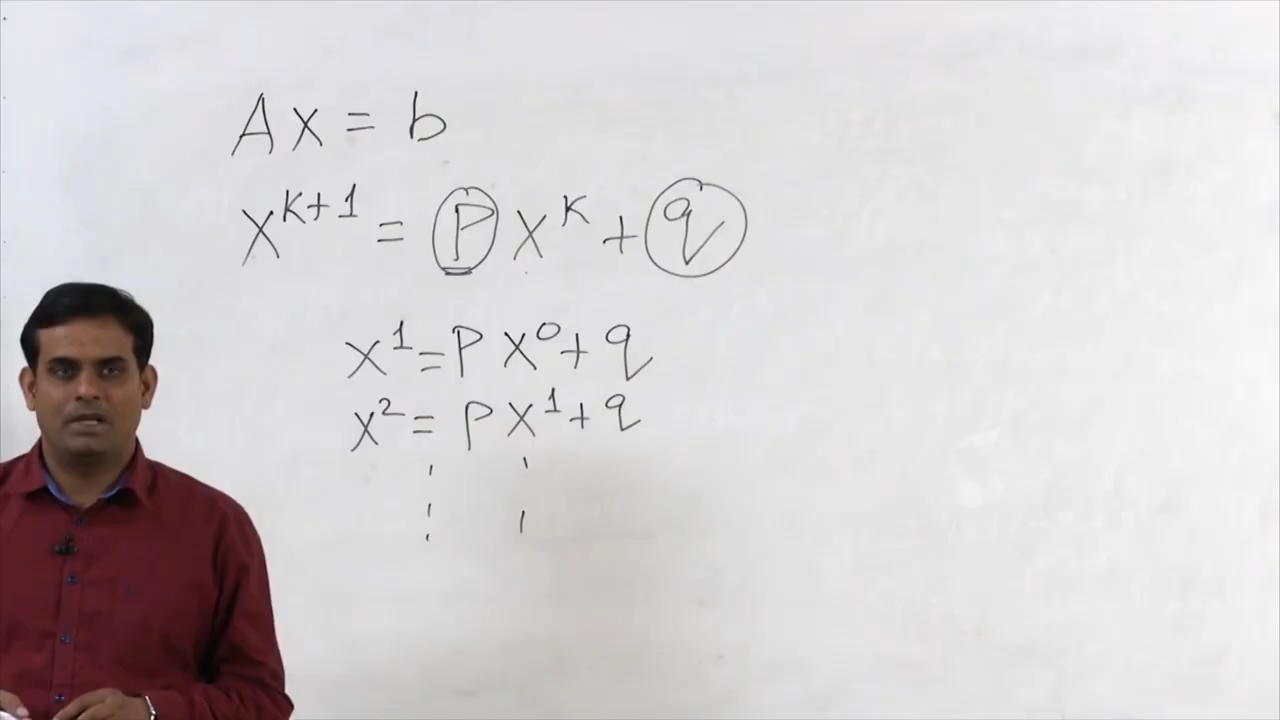 Ax = b
x^{k+1} = P x^k + q
x^1 = P x^0 + q
x^2 = P x^1 + q